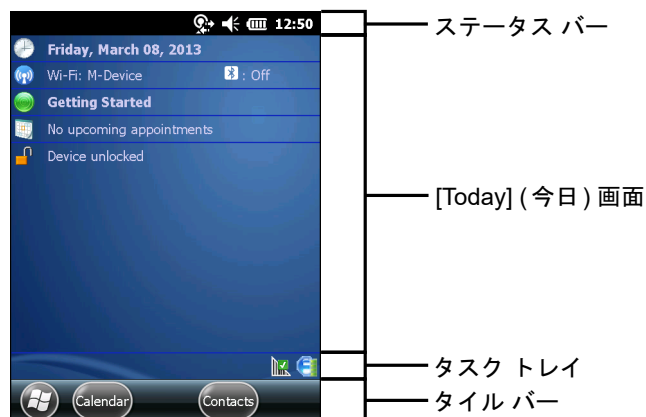 12:50
ステータス バー
Friday, March 08, 2013
Wi-Fi: M-Device : Off
Getting Started
No upcoming appointments
Device unlocked
[Today] (今日) 画面
タスク トレイ
Calendar Contacts
タイル バー